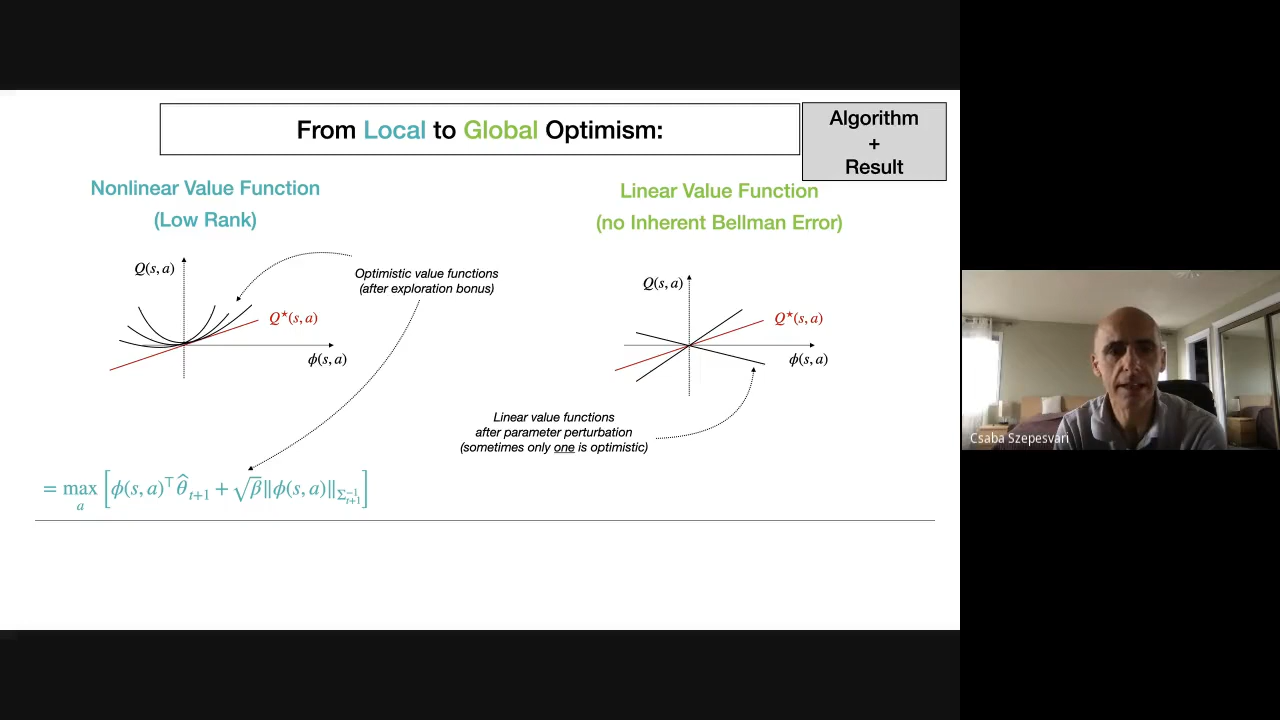 From Local to Global Optimism:
Algorithm
+
Result
Nonlinear Value Function
(Low Rank)
Linear Value Function
(no Inherent Bellman Error)
Q(s, a)
Optimistic value functions
(after exploration bonus)
Q⋆(s, a)
ϕ(s, a)
Q(s, a)
Q⋆(s, a)
ϕ(s, a)
Linear value functions
after parameter perturbation
(sometimes only one is optimistic)
= max_a [ϕ(s, a)^⊤ θ̂_{t+1} + √β‖ϕ(s, a)‖_{Σ^{-1}_{t+1}}]
Csaba Szepesvari